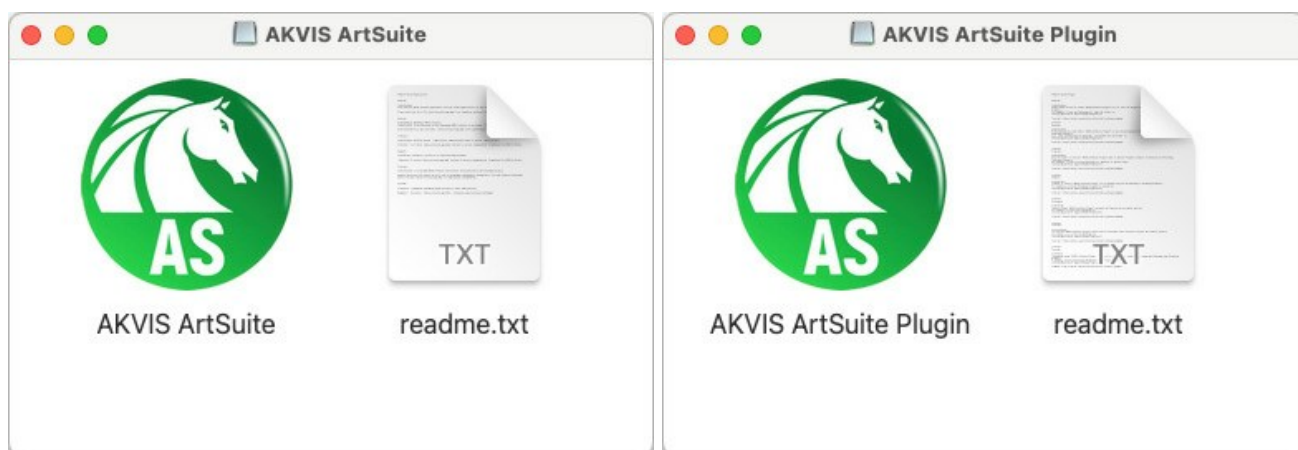 AKVIS ArtSuite
AS
TXT
AKVIS ArtSuite
readme.txt
AKVIS ArtSuite Plugin
AS
TXT
AKVIS ArtSuite Plugin
readme.txt